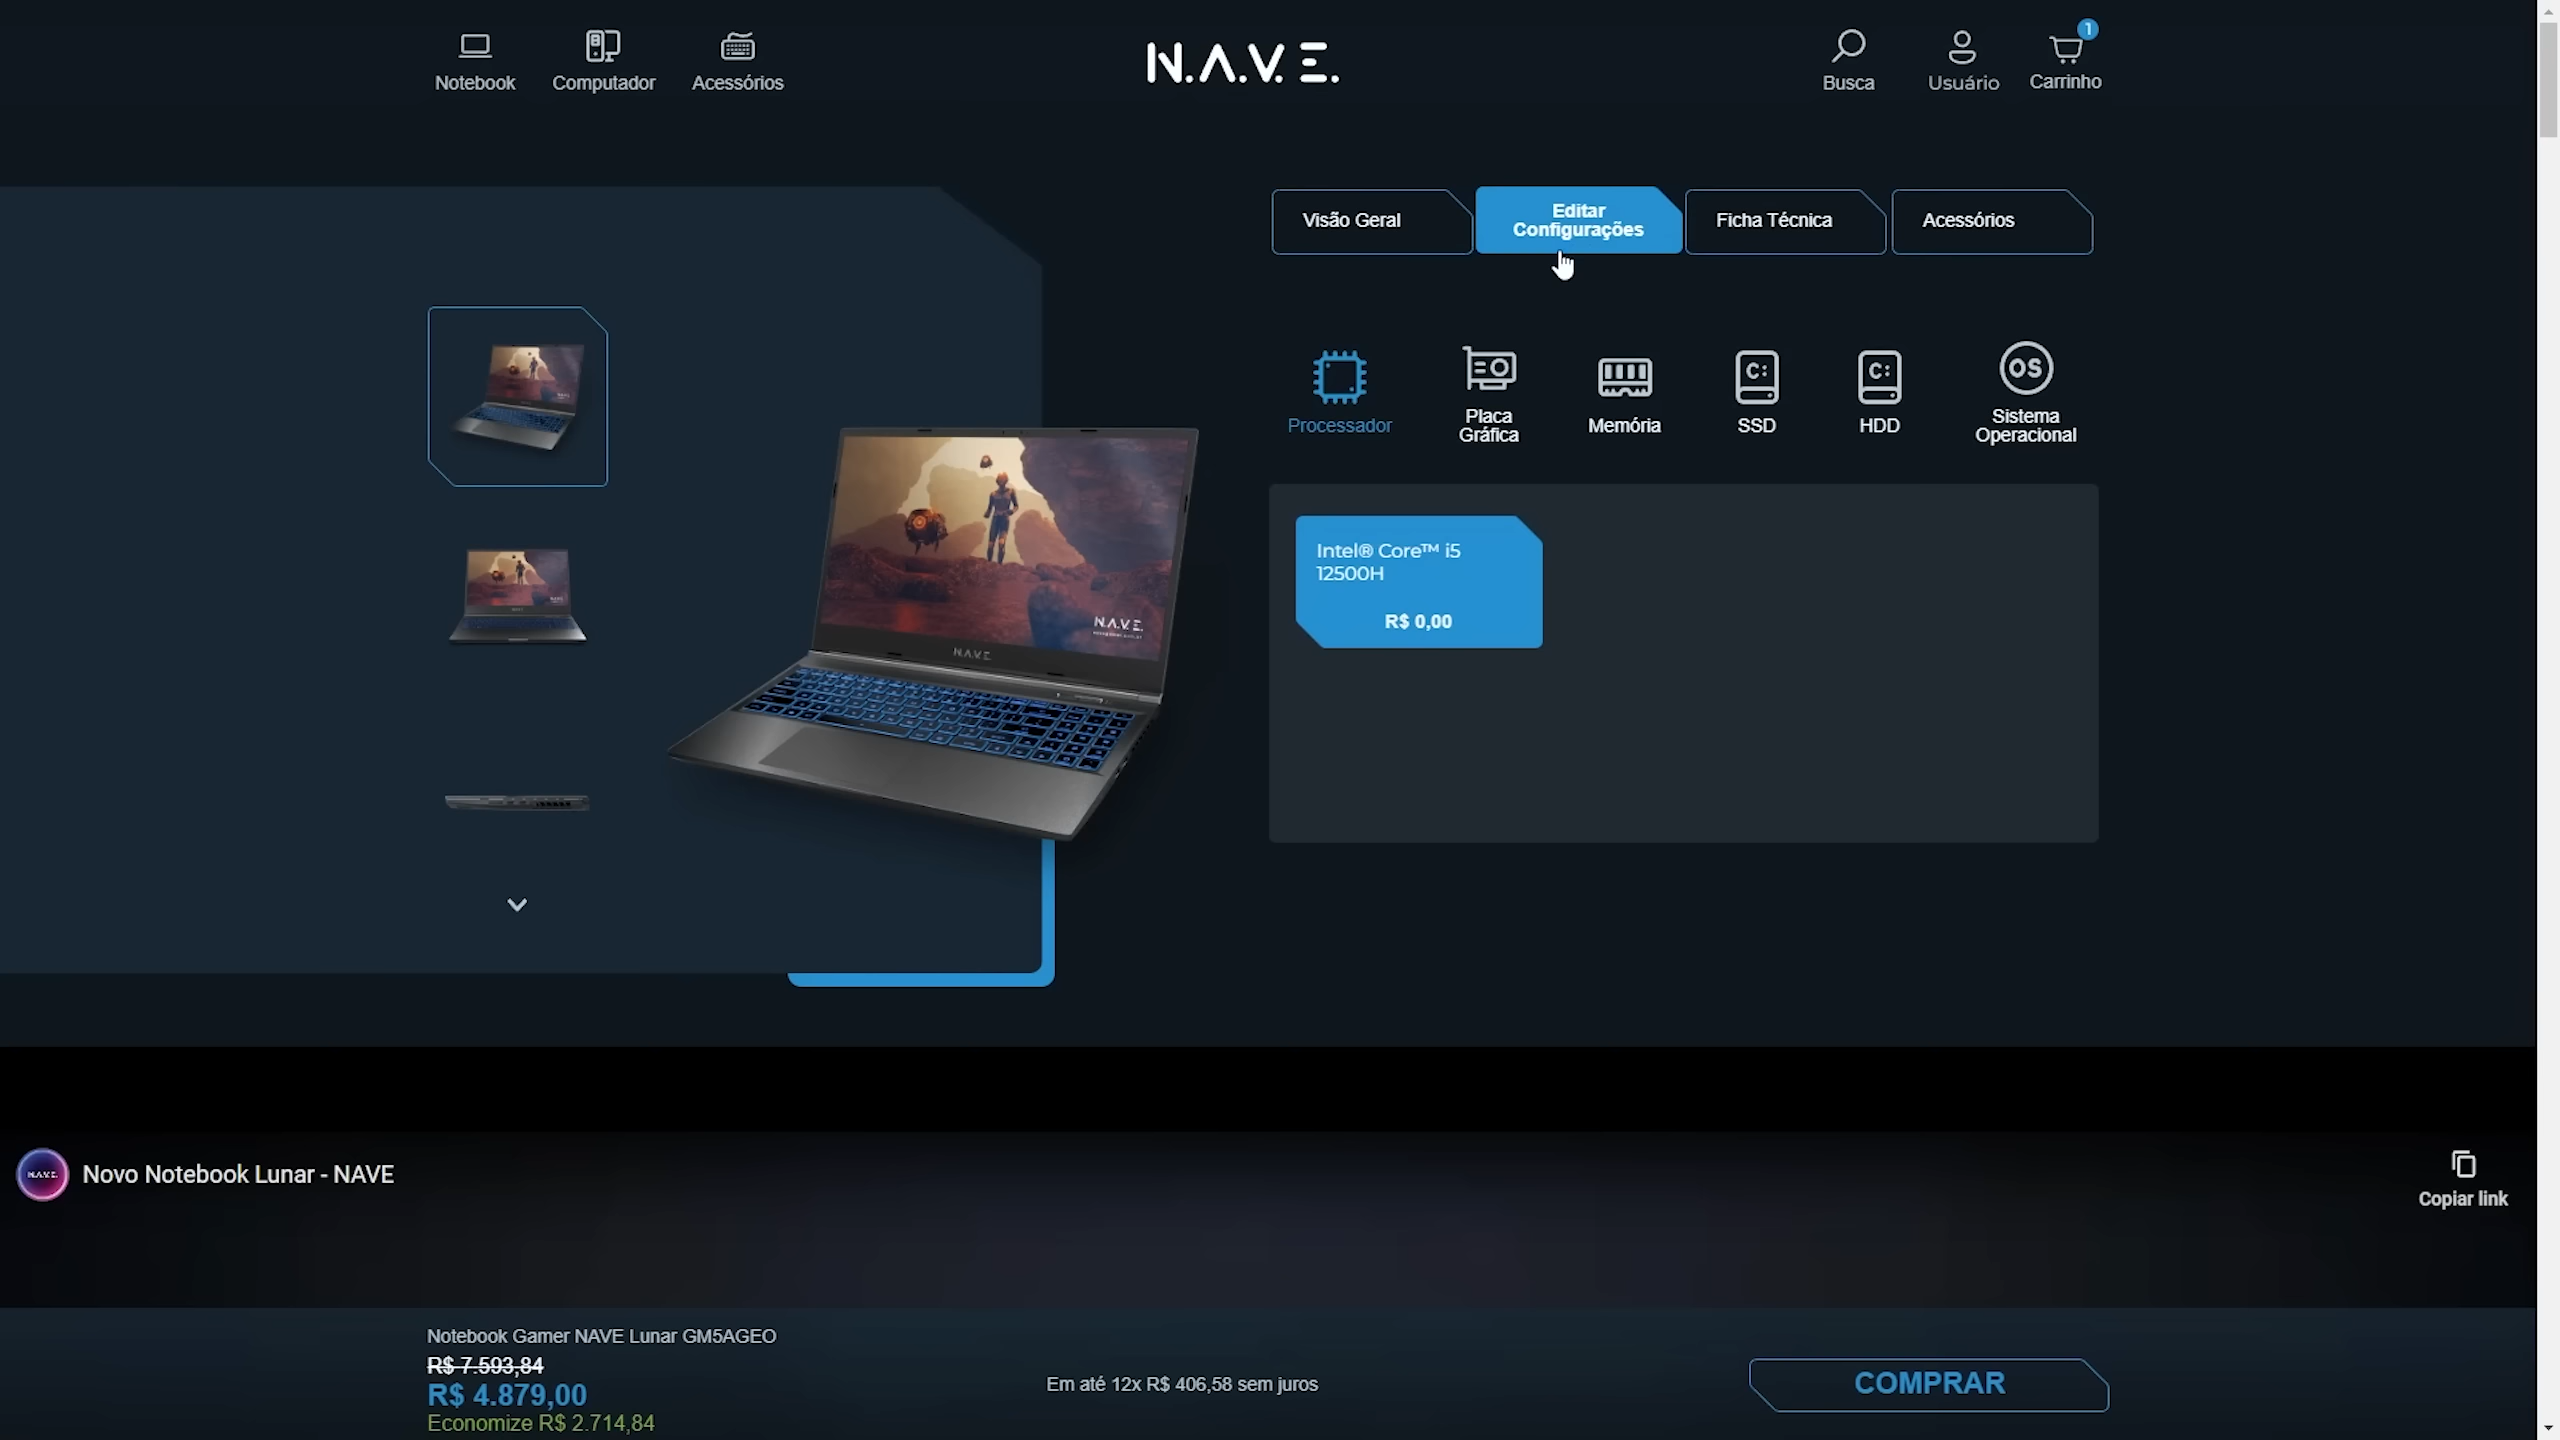 Notebook
Computador
Acessórios
N.A.V.E.
Busca
Usuário
1
Carrinho
Visão Geral
Editar
Configurações
Ficha Técnica
Acessórios
Processador
Placa
Gráfica
Memória
C:
SSD
C:
HDD
OS
Sistema
Operacional
N.A.V.E.
N.A.V.E.
Intel® Core™ i5
12500H
R$ 0,00
N.A.V.E.
Novo Notebook Lunar - NAVE
Copiar link
Notebook Gamer NAVE Lunar GM5AGEO
R$ 7.593,84
R$ 4.879,00
Economize R$ 2.714,84
Em até 12x R$ 406,58 sem juros
COMPRAR